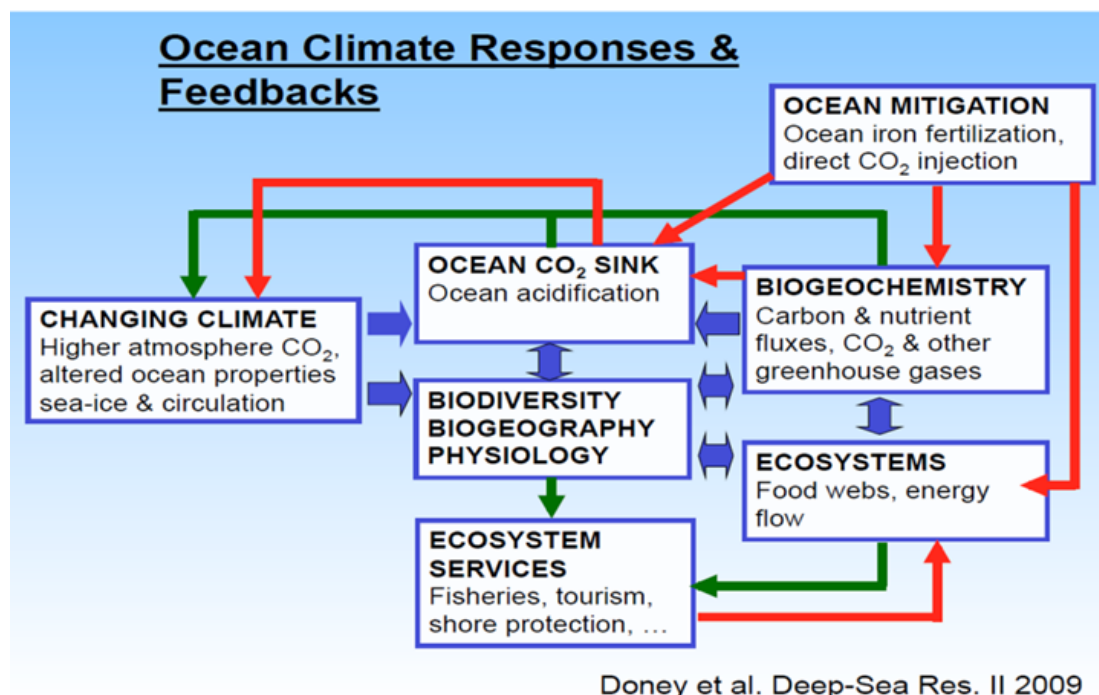 Ocean Climate Responses &
Feedbacks
OCEAN MITIGATION
Ocean iron fertilization,
direct CO₂ injection
OCEAN CO₂ SINK
Ocean acidification
BIOGEOCHEMISTRY
Carbon & nutrient
fluxes, CO₂ & other
greenhouse gases
CHANGING CLIMATE
Higher atmosphere CO₂,
altered ocean properties
sea-ice & circulation
BIODIVERSITY
BIOGEOGRAPHY
PHYSIOLOGY
ECOSYSTEMS
Food webs, energy
flow
ECOSYSTEM
SERVICES
Fisheries, tourism,
shore protection, ...
Doney et al. Deep-Sea Res. II 2009